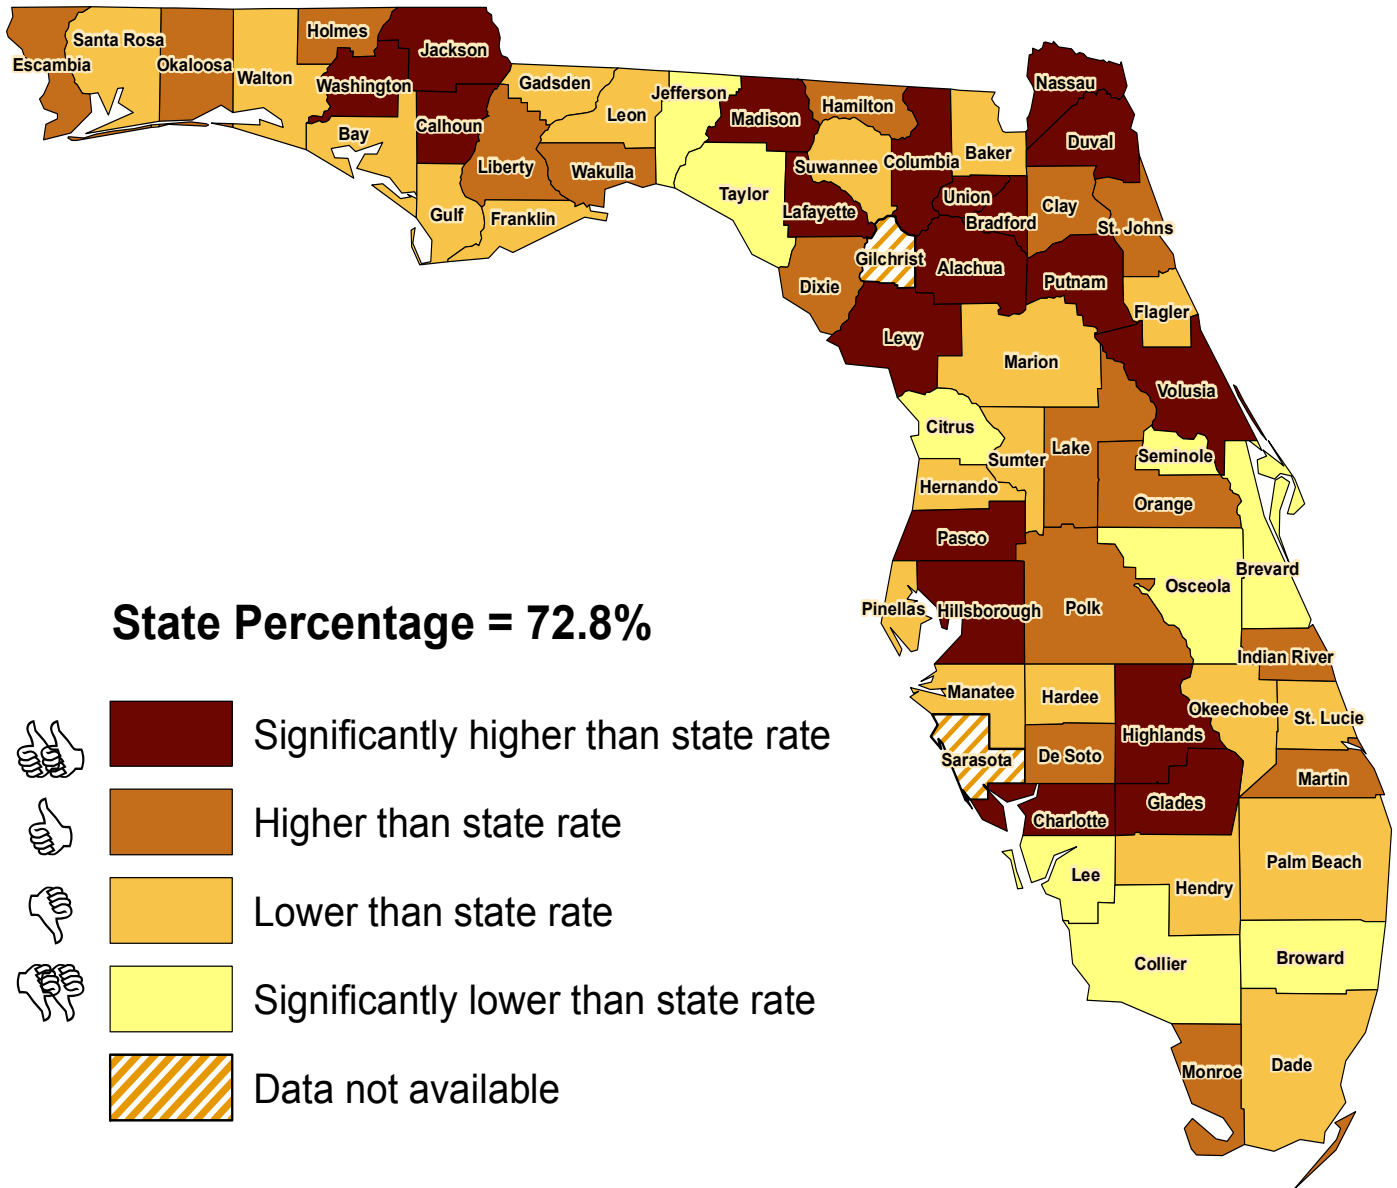 Holmes
Santa Rosa
Jackson
Escambia
Okaloosa
Walton
Washington
Gadsden
Jefferson
Nassau
Leon
Madison
Hamilton
Calhoun
Bay
Duval
Liberty
Wakulla
Suwannee
Columbia
Baker
Taylor
Union
Clay
Gulf
Franklin
Lafayette
Bradford
St. Johns
Gilchrist
Alachua
Dixie
Putnam
Flagler
Levy
Marion
Volusia
Citrus
Sumter
Lake
Seminole
Hernando
Orange
Pasco
Brevard
Osceola
Pinellas
Hillsborough
Polk
State Percentage = 72.8%
Indian River
Manatee
Hardee
Okeechobee
St. Lucie
Significantly higher than state rate
Highlands
Sarasota
De Soto
Martin
Glades
Charlotte
Higher than state rate
Palm Beach
Lee
Hendry
Lower than state rate
Collier
Broward
Significantly lower than state rate
Monroe
Dade
Data not available